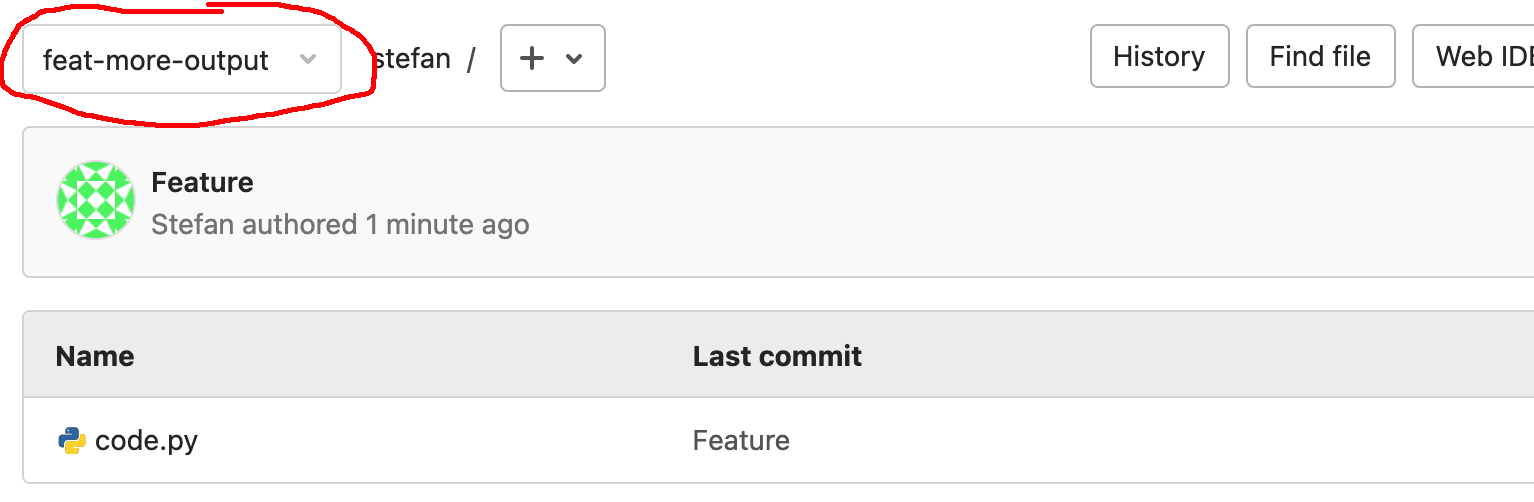 feat-more-output stefan / History Find file Web IDE
Feature
Stefan authored 1 minute ago
Name Last commit
code.py Feature